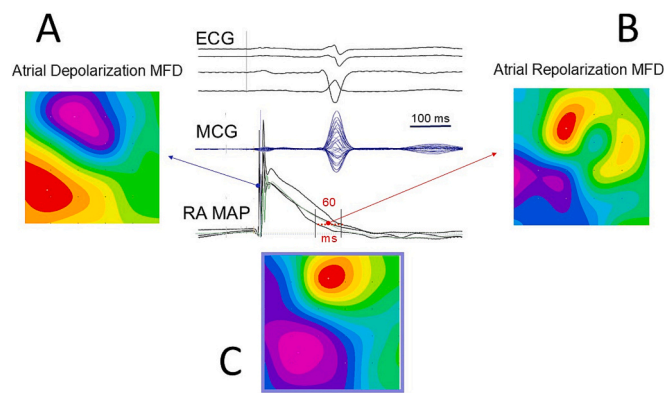 A
ECG
B
Atrial Depolarization MFD
Atrial Repolarization MFD
MCG
100 ms
RA MAP
60
ms
C